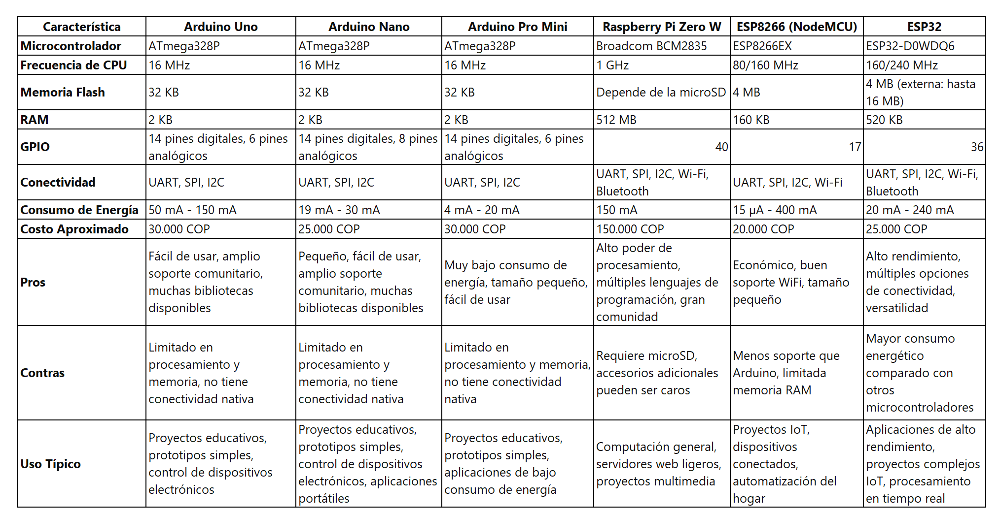 Característica Arduino Uno Arduino Nano Arduino Pro Mini Raspberry Pi Zero W ESP8266 (NodeMCU) ESP32
Microcontrolador ATmega328P ATmega328P ATmega328P Broadcom BCM2835 ESP8266EX ESP32-D0WDQ6
Frecuencia de CPU 16 MHz 16 MHz 16 MHz 1 GHz 80/160 MHz 160/240 MHz
Memoria Flash 32 KB 32 KB 32 KB Depende de la microSD 4 MB 4 MB (externa: hasta
16 MB)
RAM 2 KB 2 KB 2 KB 512 MB 160 KB 520 KB
GPIO
14 pines digitales, 6 pines
analógicos
14 pines digitales, 8 pines
analógicos
14 pines digitales, 6 pines
analógicos
40
17
36
Conectividad
UART, SPI, I2C
UART, SPI, I2C
UART, SPI, I2C
UART, SPI, I2C, Wi-Fi,
Bluetooth
UART, SPI, I2C, Wi-Fi
UART, SPI, I2C, Wi-Fi,
Bluetooth
Consumo de Energía 50 mA - 150 mA 19 mA - 30 mA 4 mA - 20 mA 150 mA 15 µA - 400 mA 20 mA - 240 mA
Costo Aproximado 30.000 COP 25.000 COP 30.000 COP 150.000 COP 20.000 COP 25.000 COP
Pros
Fácil de usar, amplio
soporte comunitario,
muchas bibliotecas
disponibles
Pequeño, fácil de usar,
amplio soporte
comunitario, muchas
bibliotecas disponibles
Muy bajo consumo de
energía, tamaño pequeño,
fácil de usar
Alto poder de
procesamiento,
múltiples lenguajes de
programación, gran
comunidad
Económico, buen
soporte WiFi, tamaño
pequeño
Alto rendimiento,
múltiples opciones
de conectividad,
versatilidad
Contras
Limitado en
procesamiento y
memoria, no tiene
conectividad nativa
Limitado en
procesamiento y
memoria, no tiene
conectividad nativa
Limitado en
procesamiento y memoria,
no tiene conectividad
nativa
Requiere microSD,
accesorios adicionales
pueden ser caros
Menos soporte que
Arduino, limitada
memoria RAM
Mayor consumo
energético
comparado con
otros
microcontroladores
Uso Típico
Proyectos educativos,
prototipos simples,
control de dispositivos
electrónicos
Proyectos educativos,
prototipos simples,
control de dispositivos
electrónicos, aplicaciones
portátiles
Proyectos educativos,
prototipos simples,
aplicaciones de bajo
consumo de energía
Computación general,
servidores web ligeros,
proyectos multimedia
Proyectos IoT,
dispositivos
conectados,
automatización del
hogar
Aplicaciones de alto
rendimiento,
proyectos complejos
IoT, procesamiento
en tiempo real